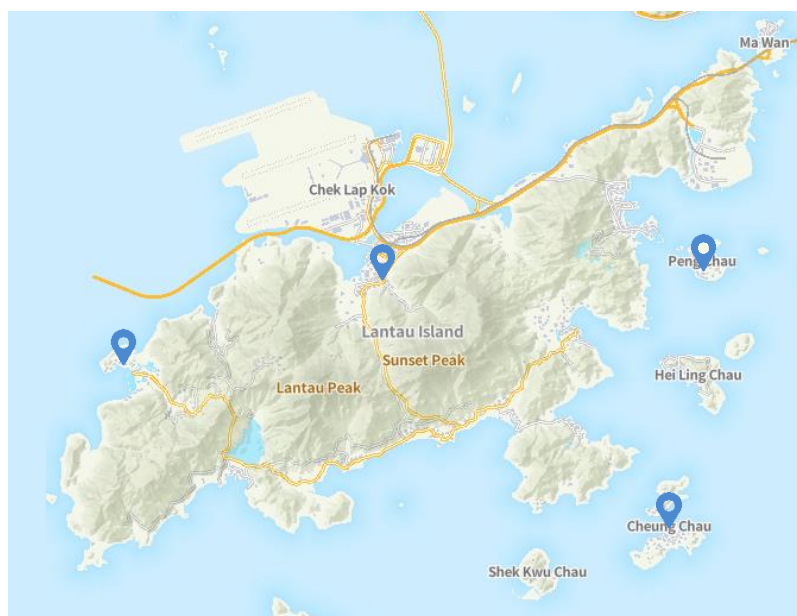 Ma Wan
Chek Lap Kok
Peng Chau
Lantau Island
Sunset Peak
Lantau Peak
Hei Ling Chau
Cheung Chau
Shek Kwu Chau